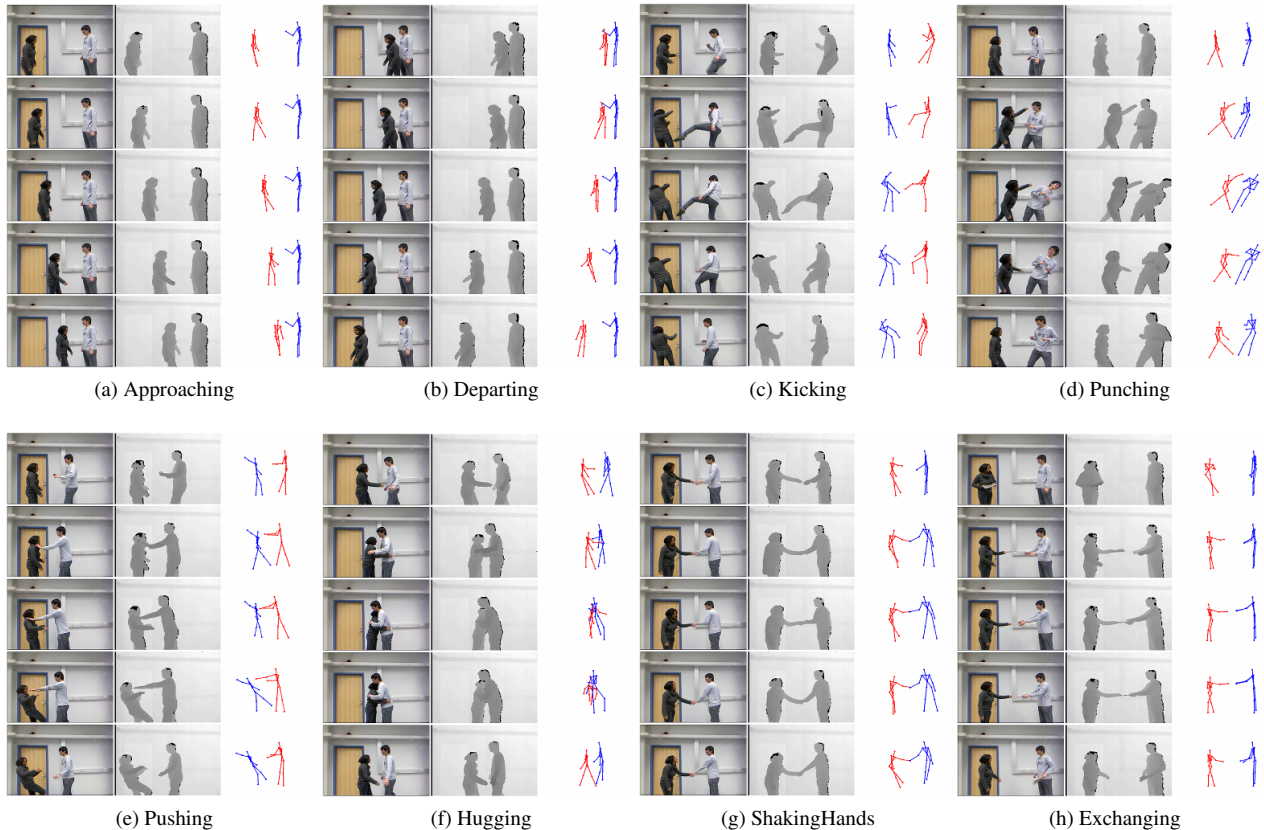 (a) Approaching
(b) Departing
(c) Kicking
(d) Punching
(e) Pushing
(f) Hugging
(g) ShakingHands
(h) Exchanging